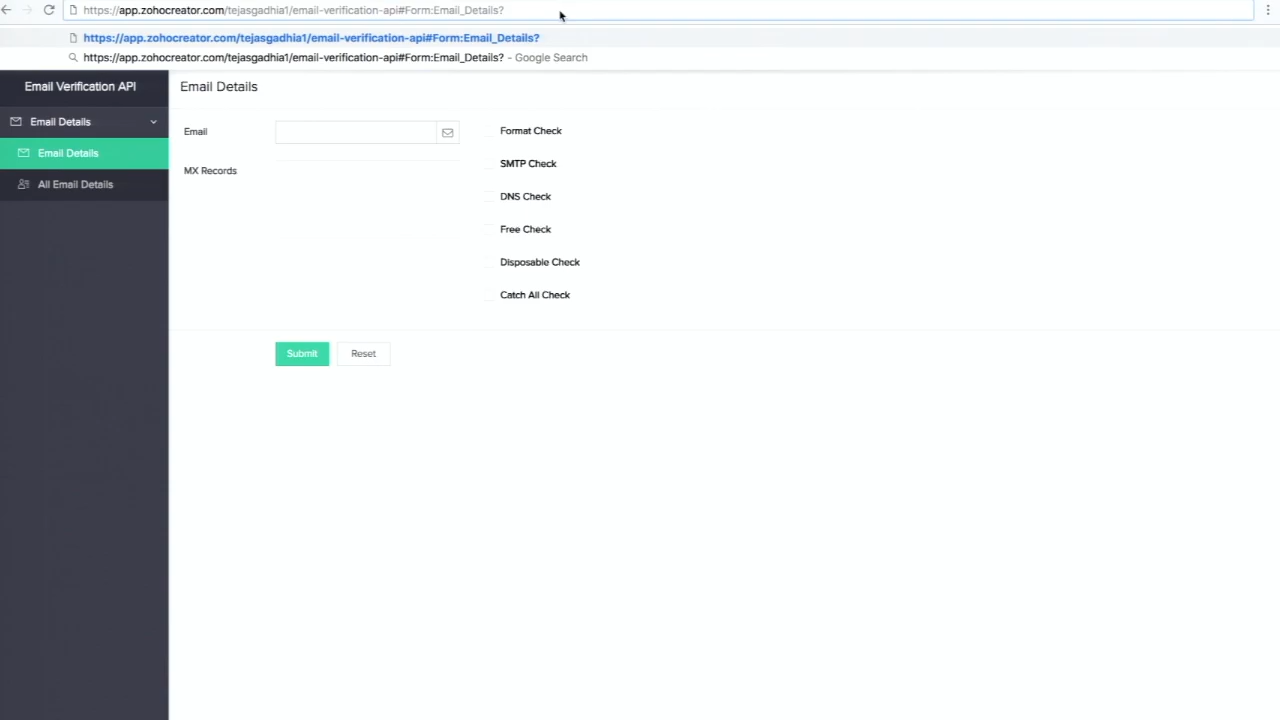 https://app.zohocreator.com/tejasgadhia1/email-verification-api#Form:Email_Details?
https://app.zohocreator.com/tejasgadhia1/email-verification-api#Form:Email_Details?
https://app.zohocreator.com/tejasgadhia1/email-verification-api#Form:Email_Details? - Google Search
Email Verification API
Email Details
Email Details
All Email Details
Email Details
Email
MX Records
Format Check
SMTP Check
DNS Check
Free Check
Disposable Check
Catch All Check
Submit
Reset